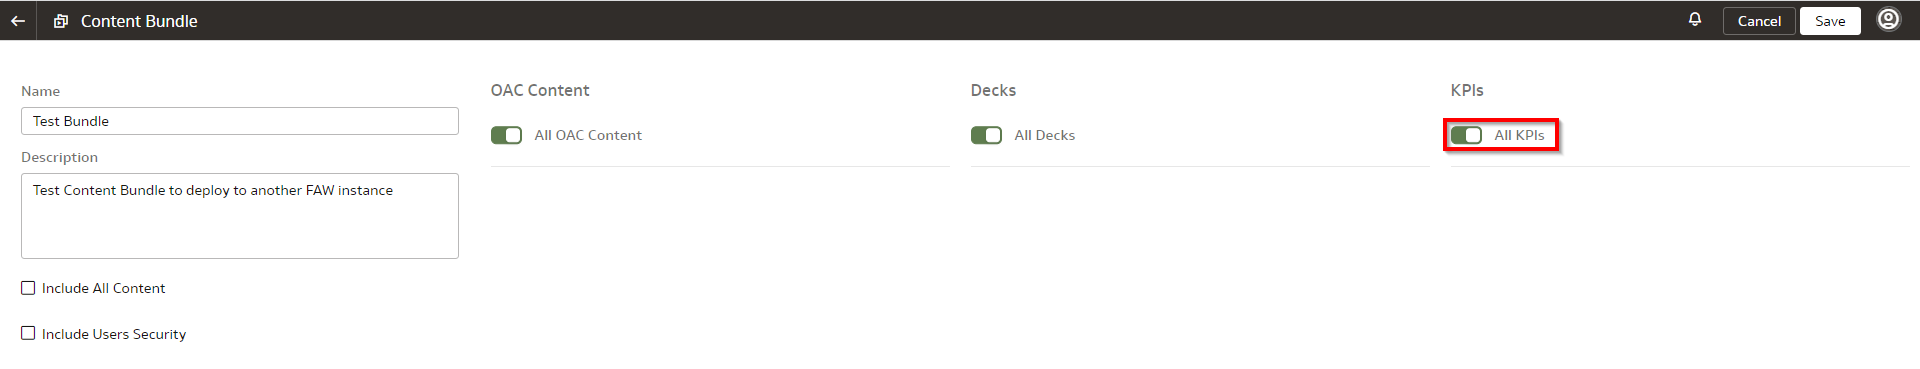 Content Bundle
Cancel
Save
Name
Test Bundle
Description
Test Content Bundle to deploy to another FAW instance
Include All Content
Include Users Security
OAC Content
All OAC Content
Decks
All Decks
KPIs
All KPIs